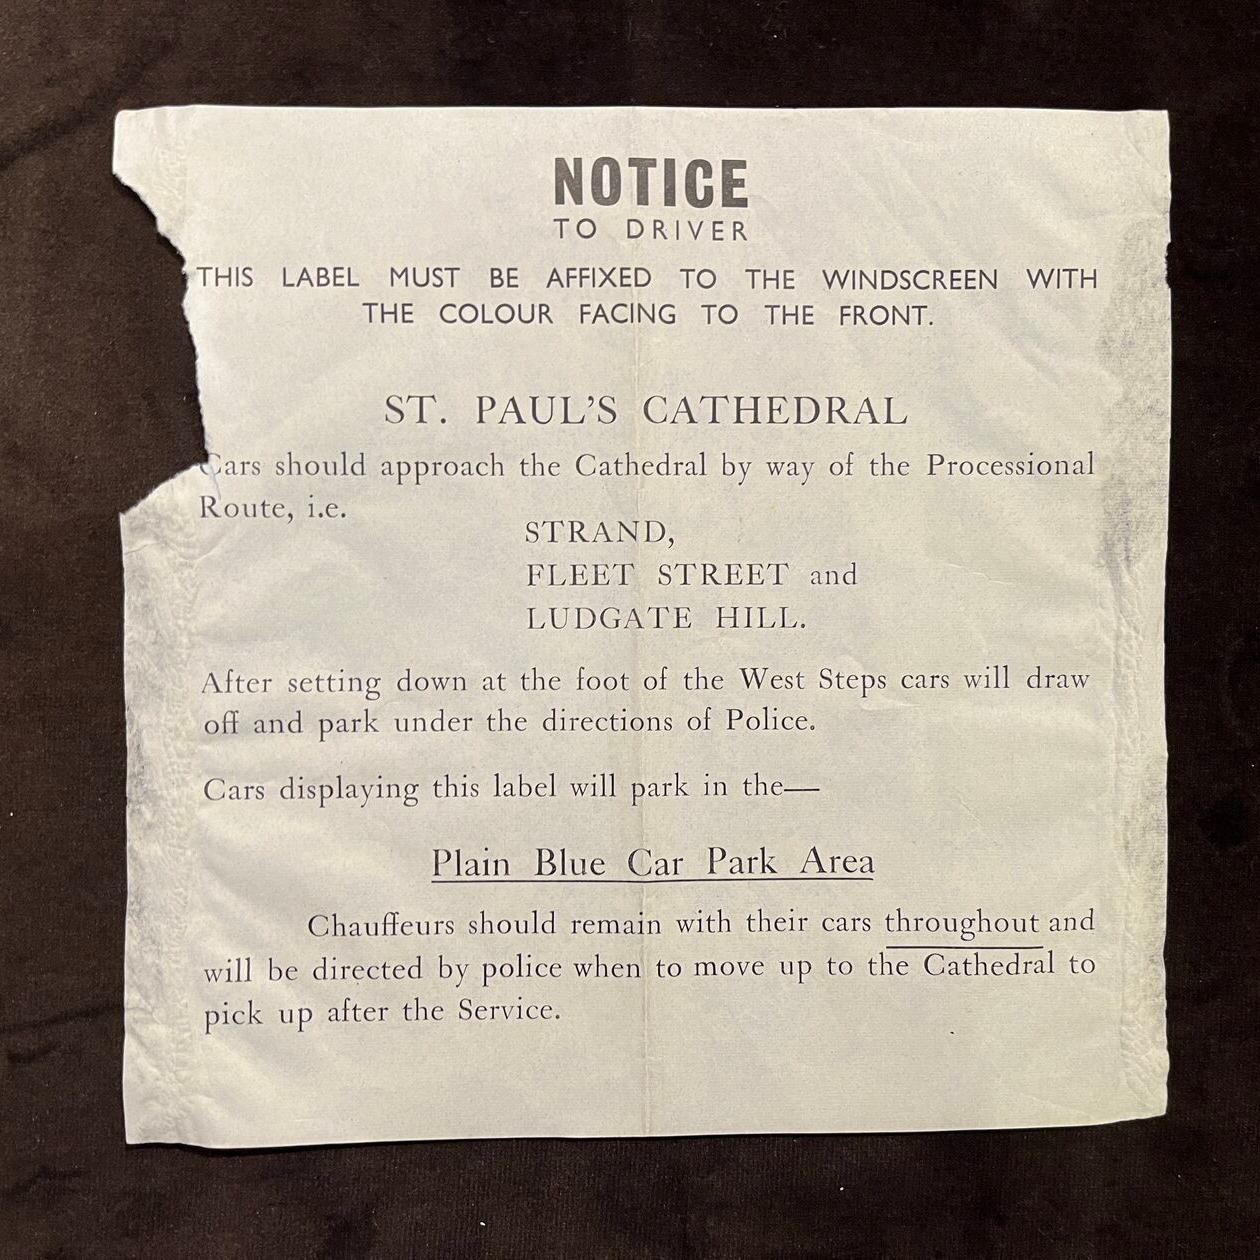 NOTICE
TO DRIVER
THIS LABEL MUST BE AFFIXED TO THE WINDSCREEN WITH
THE COLOUR FACING TO THE FRONT.
ST. PAUL'S CATHEDRAL
Cars should approach the Cathedral by way of the Processional
Route, i.e.
STRAND,
FLEET STREET and
LUDGATE HILL.
After setting down at the foot of the West Steps cars will draw
off and park under the directions of Police.
Cars displaying this label will park in the—
Plain Blue Car Park Area
Chauffeurs should remain with their cars throughout and
will be directed by police when to move up to the Cathedral to
pick up after the Service.